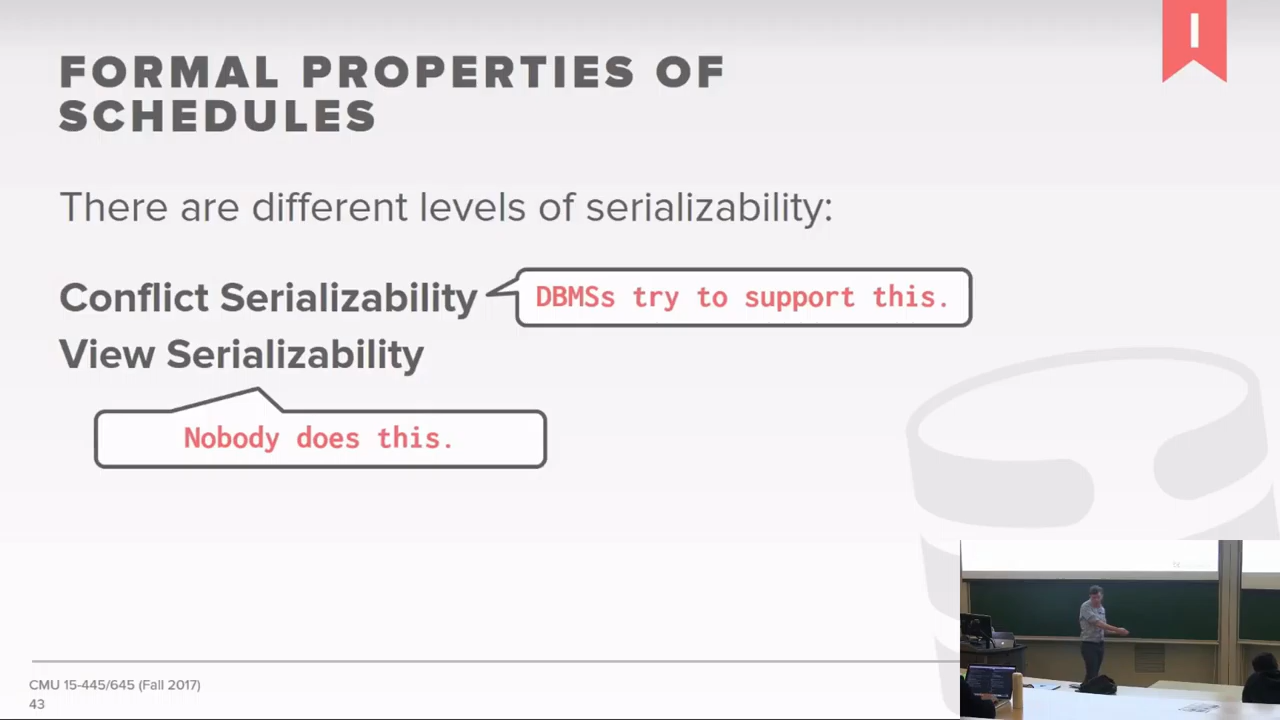 I
FORMAL PROPERTIES OF
SCHEDULES
There are different levels of serializability:
Conflict Serializability
DBMSs try to support this.
View Serializability
Nobody does this.
CMU 15-445/645 (Fall 2017)
43